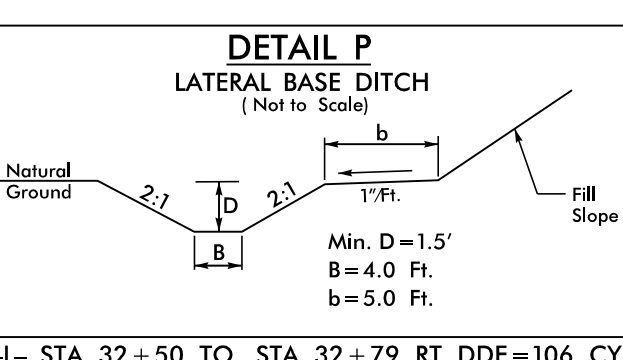 DETAIL P
LATERAL BASE DITCH
( Not to Scale)
b
Natural
Ground
2:1
D
2:1
1"/Ft.
Fill
Slope
B
Min. D=1.5'
B=4.0 Ft.
b=5.0 Ft.
-L- STA 32+50 TO STA 32+79 RT DDE=106 CY